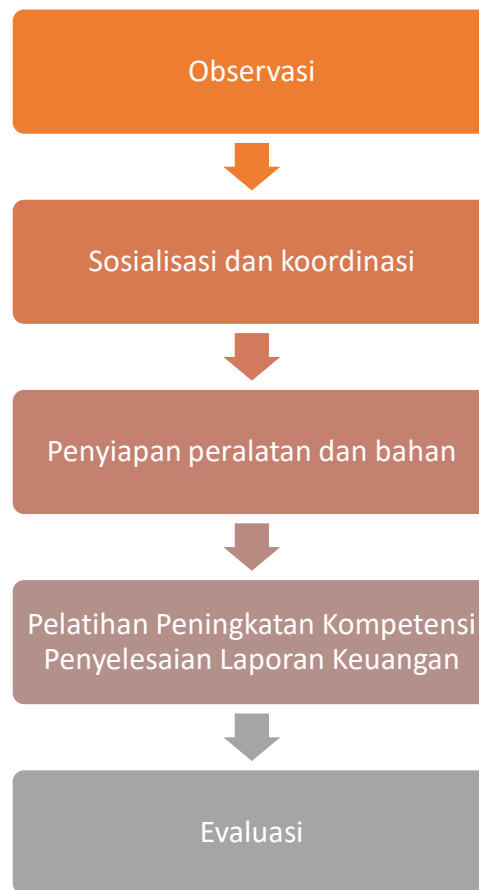 Observasi
Sosialisasi dan koordinasi
Penyiapan peralatan dan bahan
Pelatihan Peningkatan Kompetensi
Penyelesaian Laporan Keuangan
Evaluasi